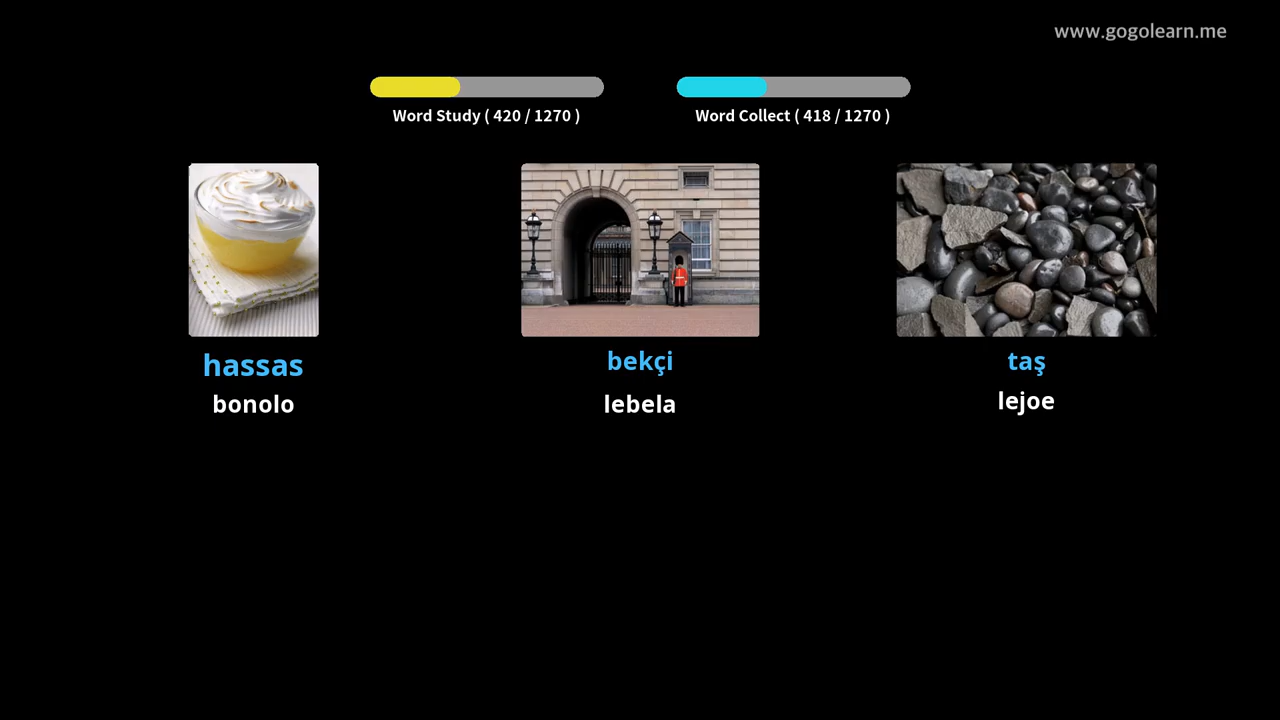 www.gogolearn.me
Word Study ( 420 / 1270 )
Word Collect ( 418 / 1270 )
hassas
bonolo
bekçi
lebela
taş
lejoe